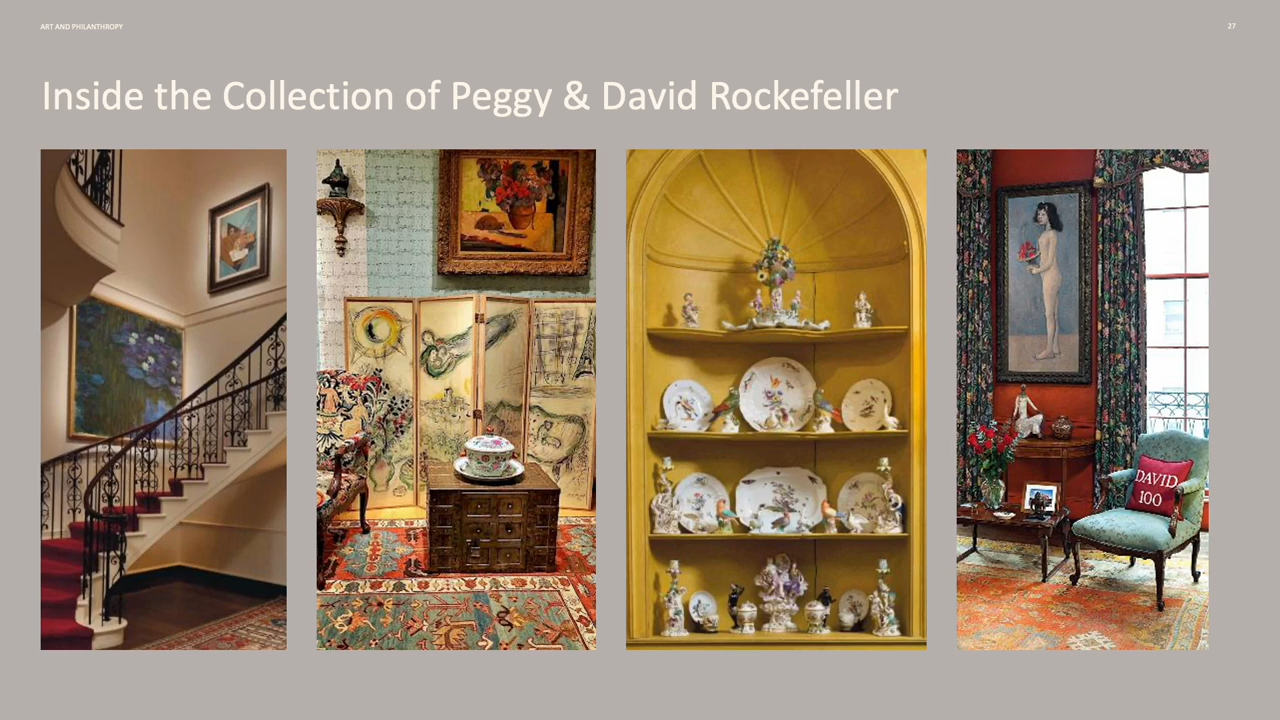 ART AND PHILANTHROPY
27
Inside the Collection of Peggy & David Rockefeller
DAVID
100